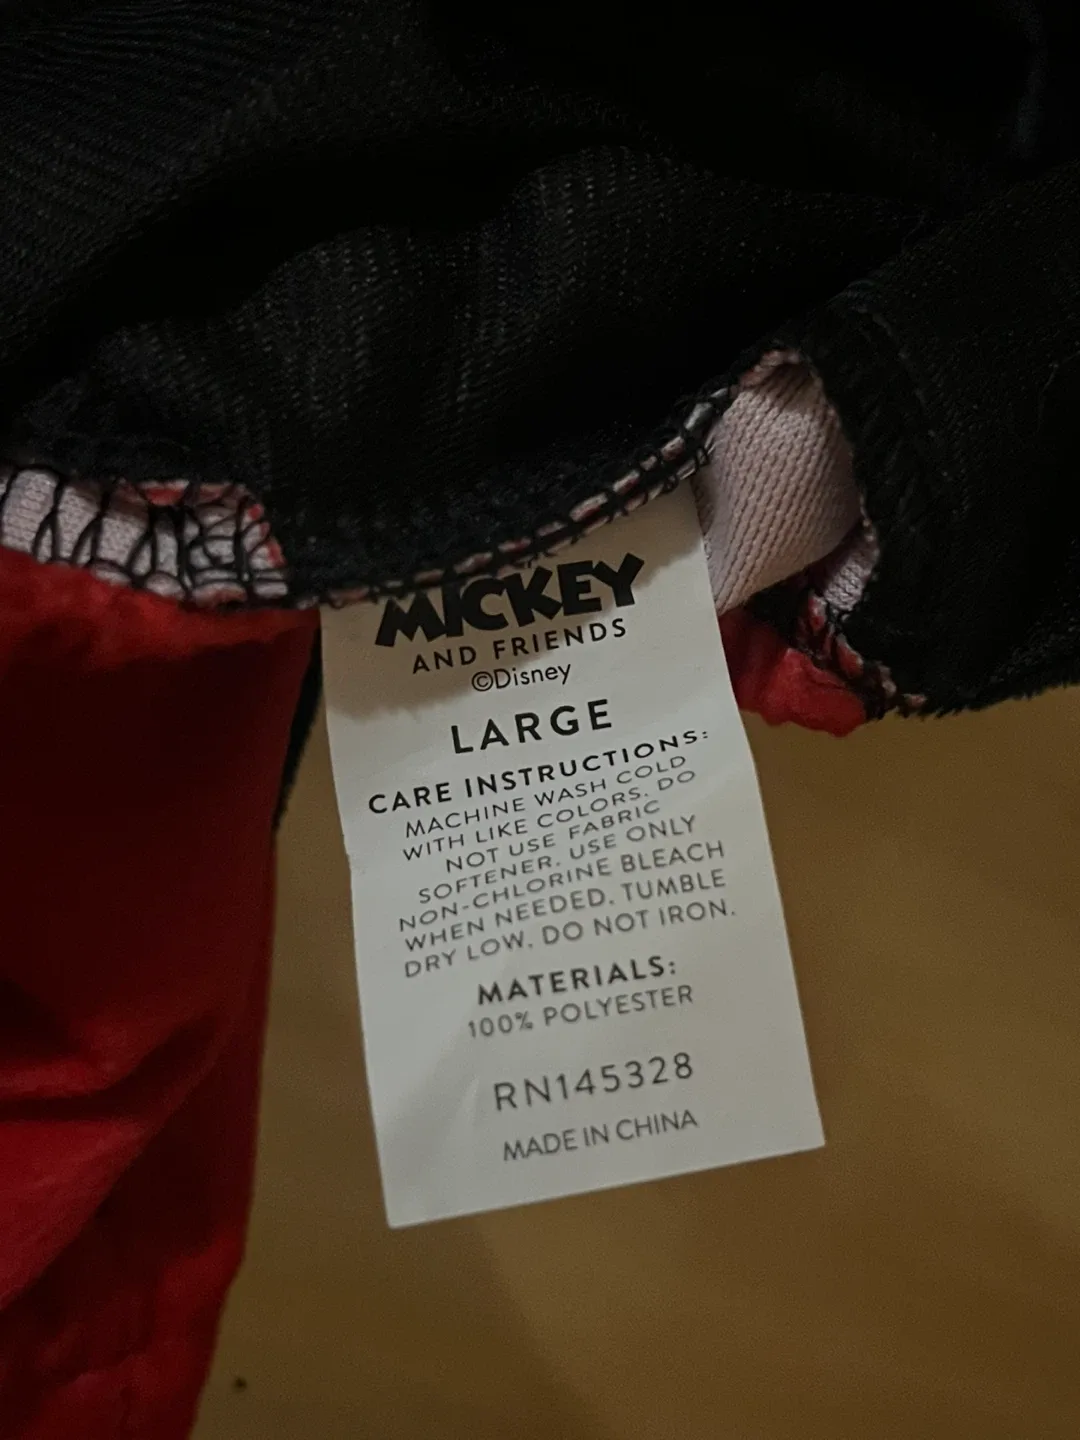 MICKEY
AND FRIENDS
©Disney
LARGE
CARE INSTRUCTIONS:
MACHINE WASH COLD
WITH LIKE COLORS. DO
NOT USE FABRIC
SOFTENER. USE ONLY
NON-CHLORINE BLEACH
WHEN NEEDED. TUMBLE
DRY LOW. DO NOT IRON.
MATERIALS:
100% POLYESTER
RN145328
MADE IN CHINA